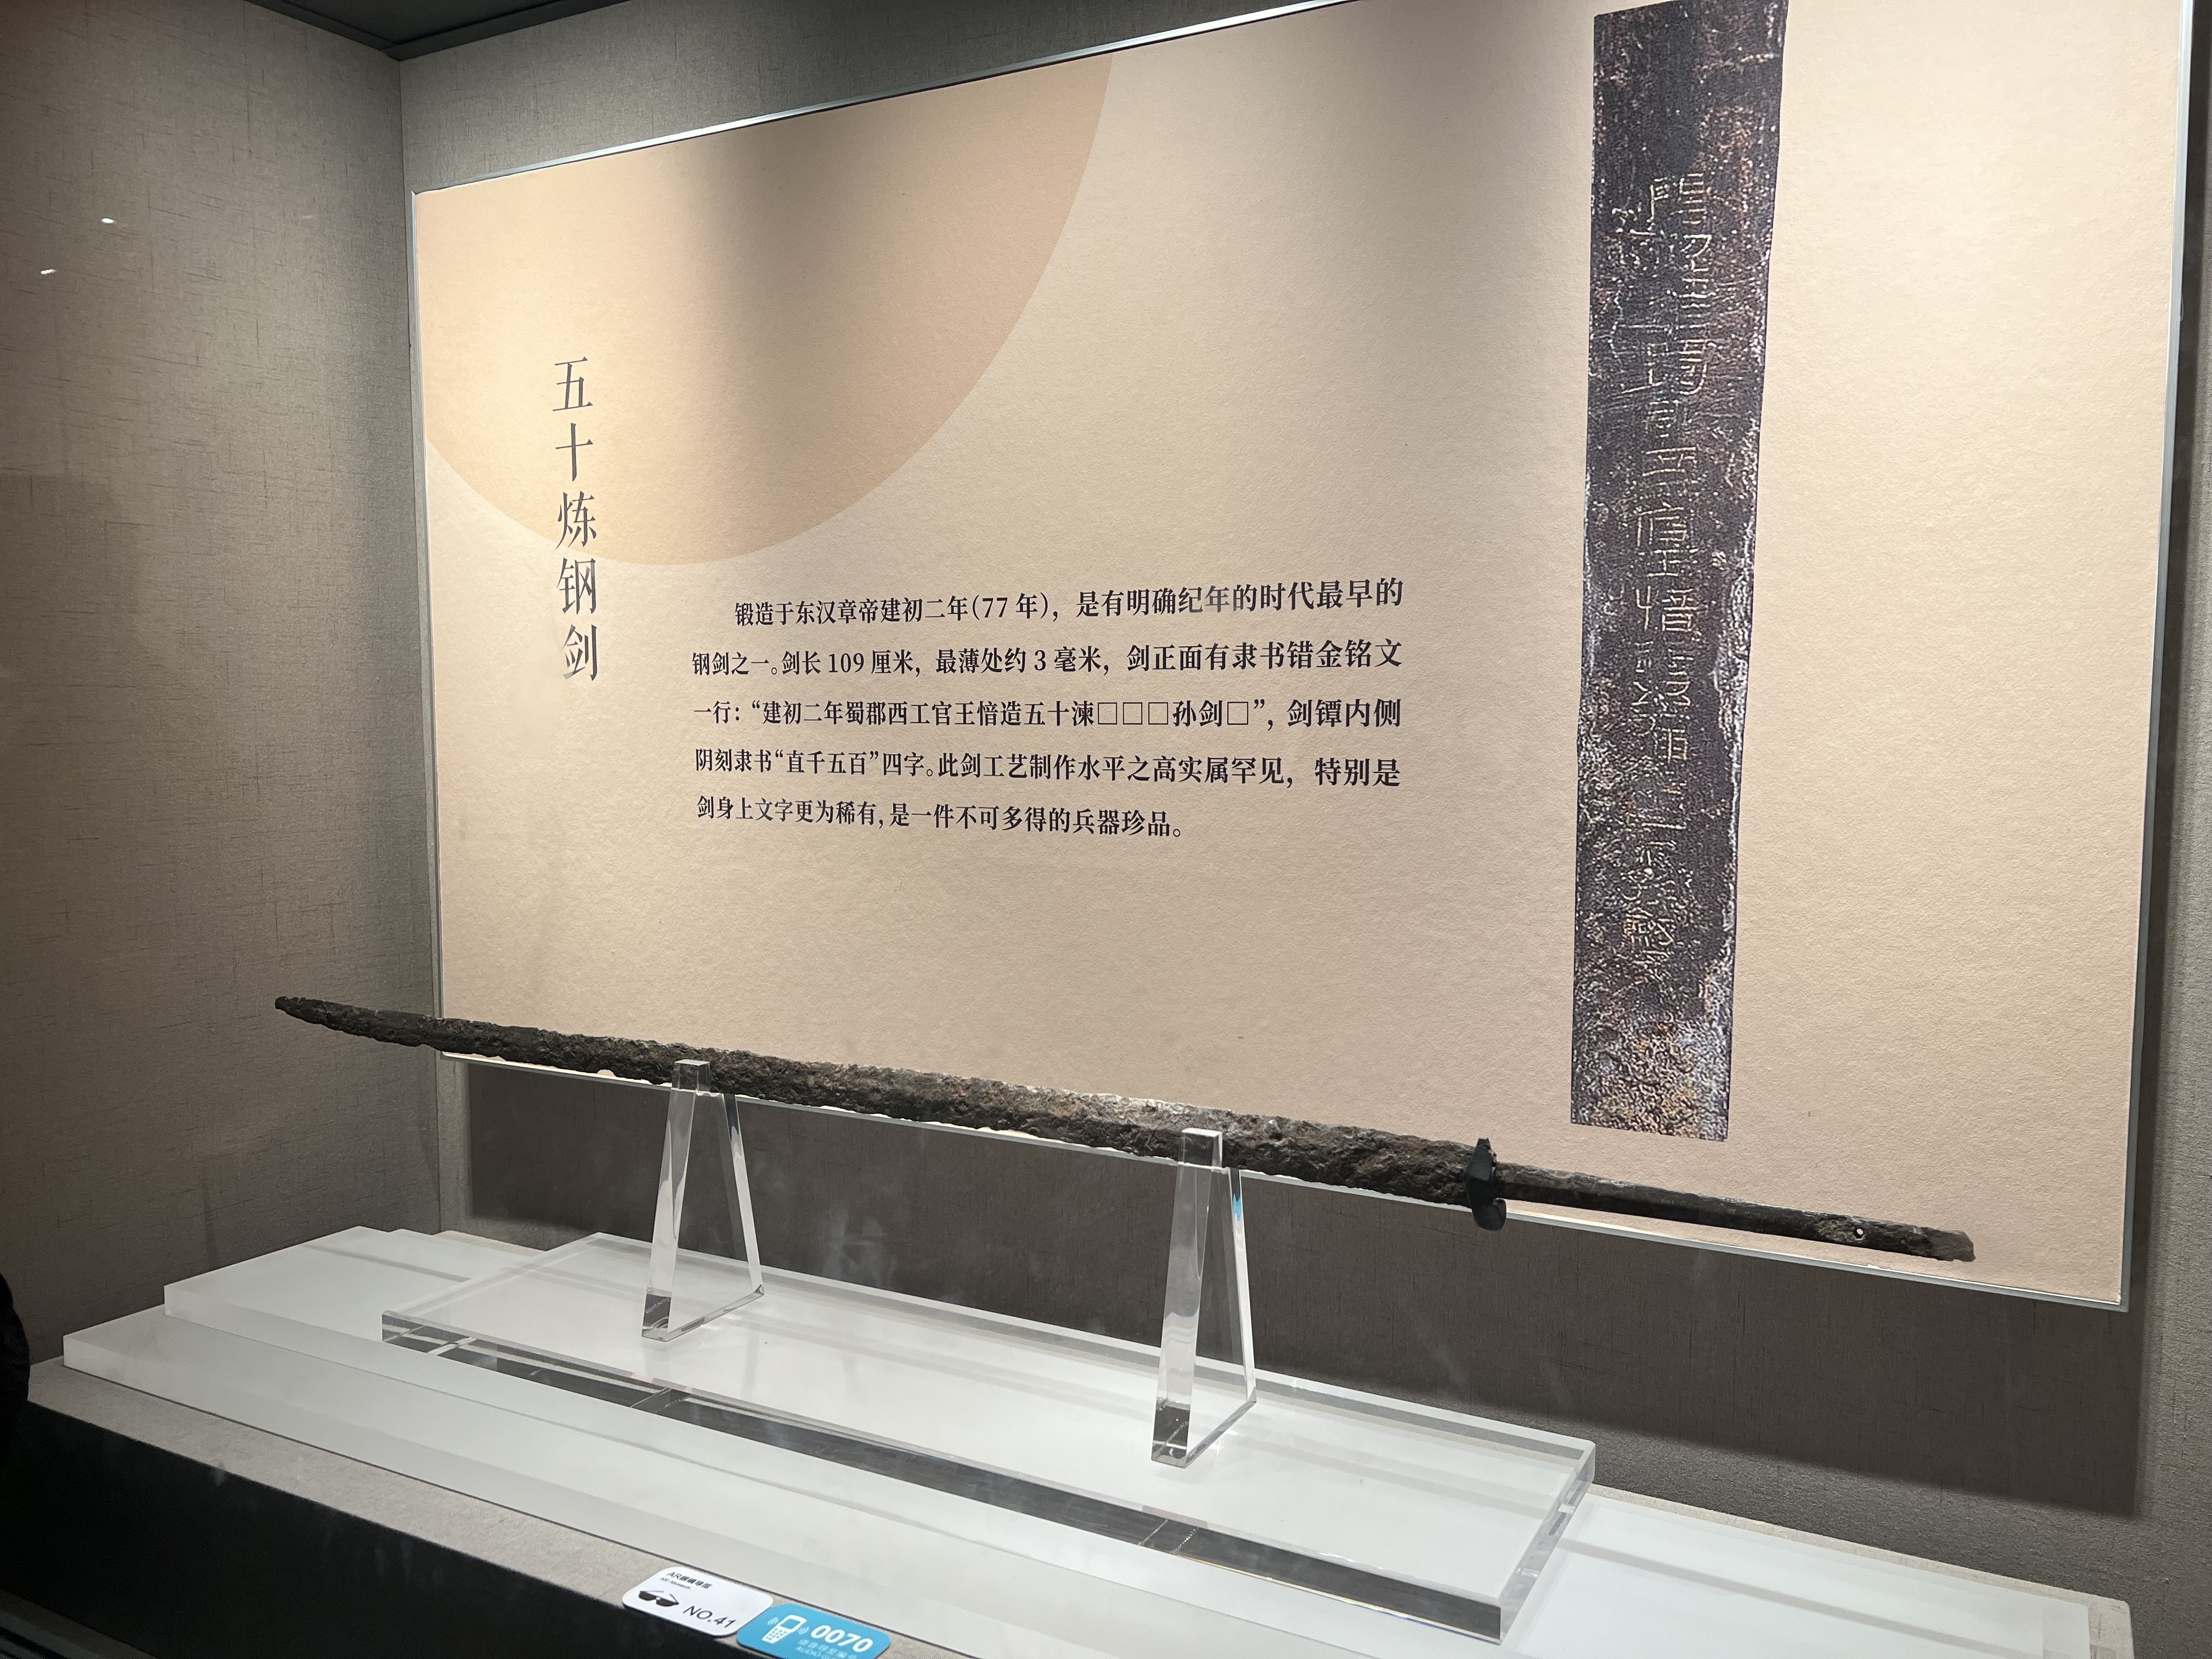 五十炼钢剑
锻造于东汉章帝建初二年(77 年)，是有明确纪年的时代最早的
钢剑之一。剑长 109 厘米，最薄处约 3 毫米，剑正面有隶书错金铭文
一行：“建初二年蜀郡西工官王愔造五十湅□□□孙剑□”，剑镡内侧
阴刻隶书“直千五百”四字。此剑工艺制作水平之高实属罕见，特别是
剑身上文字更为稀有，是一件不可多得的兵器珍品。
NO.41
0070